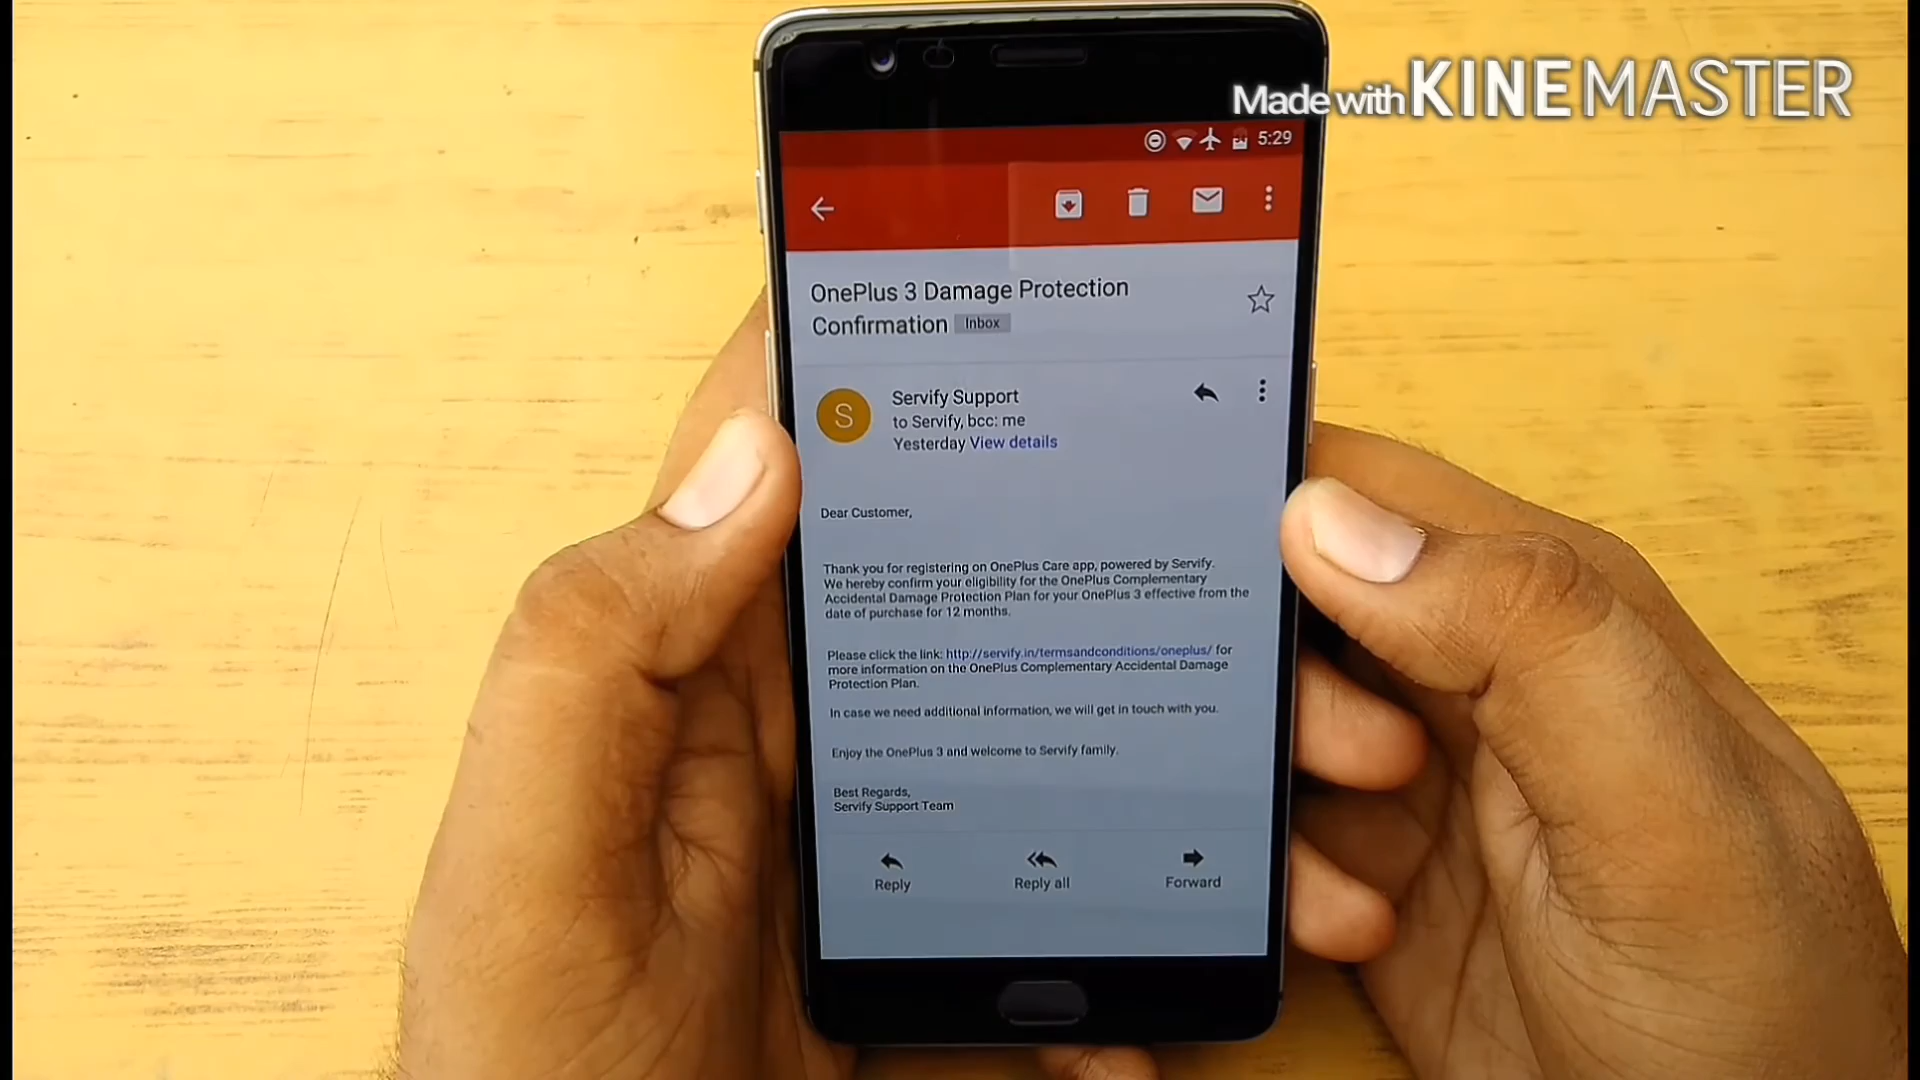 Made with KINEMASTER
5:29
OnePlus 3 Damage Protection
Confirmation Inbox
S
Servify Support
to Servify, bcc: me
Yesterday View details
Dear Customer,
Thank you for registering on OnePlus Care app, powered by Servify.
We hereby confirm your eligibility for the OnePlus Complementary
Accidental Damage Protection Plan for your OnePlus 3 effective from the
date of purchase for 12 months.
Please click the link: http://servify.in/termsandconditions/oneplus/ for
more information on the OnePlus Complementary Accidental Damage
Protection Plan.
In case we need additional information, we will get in touch with you.
Enjoy the OnePlus 3 and welcome to Servify family.
Best Regards,
Servify Support Team
Reply Reply all Forward